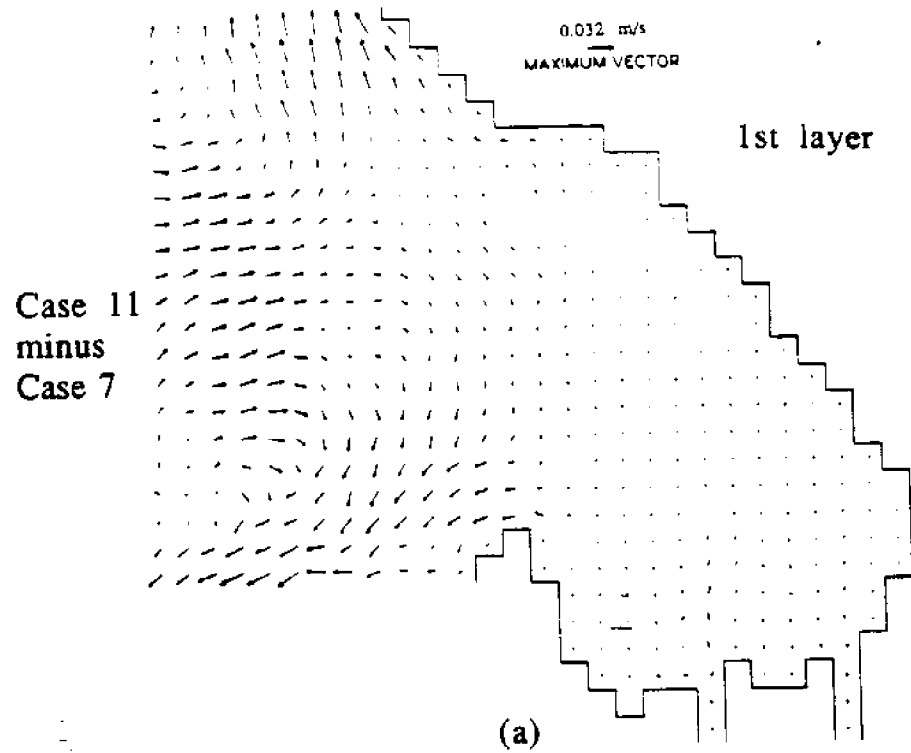 0.032 m/s
MAXIMUM VECTOR
1st layer
Case 11
minus
Case 7
(a)